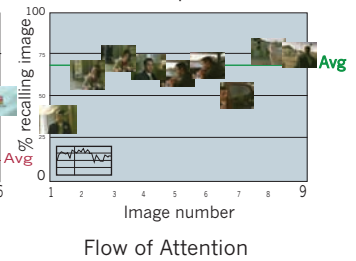 100
75
50
25
0
% recalling image
Avg
Avg
1 2 3 4 5 6 7 8 9
Image number
Flow of Attention